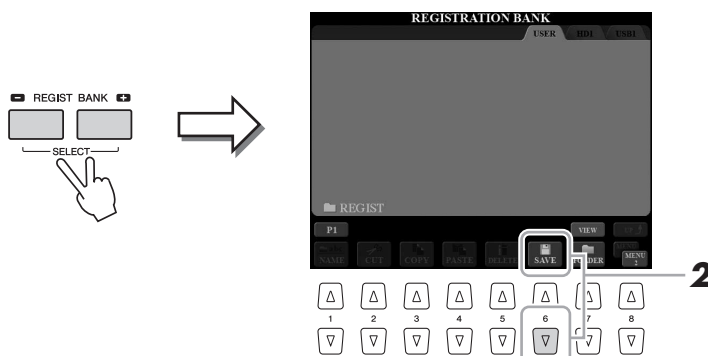 REGISTRATION BANK
USER HD1 USB1
REGIST BANK
SELECT
REGIST
P1 VIEW UP
NAME CUT COPY PASTE DELETE SAVE FOLDER MENU 2
2
1 2 3 4 5 6 7 8